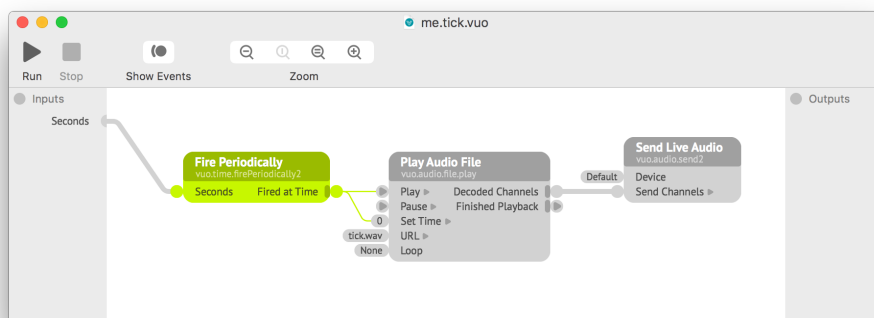 me.tick.vuo
Run Stop Show Events Zoom
Inputs
Outputs
Seconds
Fire Periodically
vuo.time.firePeriodically2
Seconds Fired at Time
Play Audio File
vuo.audio.file.play
Play Decoded Channels
Pause Finished Playback
0 Set Time
tick.wav URL
None Loop
Send Live Audio
vuo.audio.send2
Default Device
Send Channels